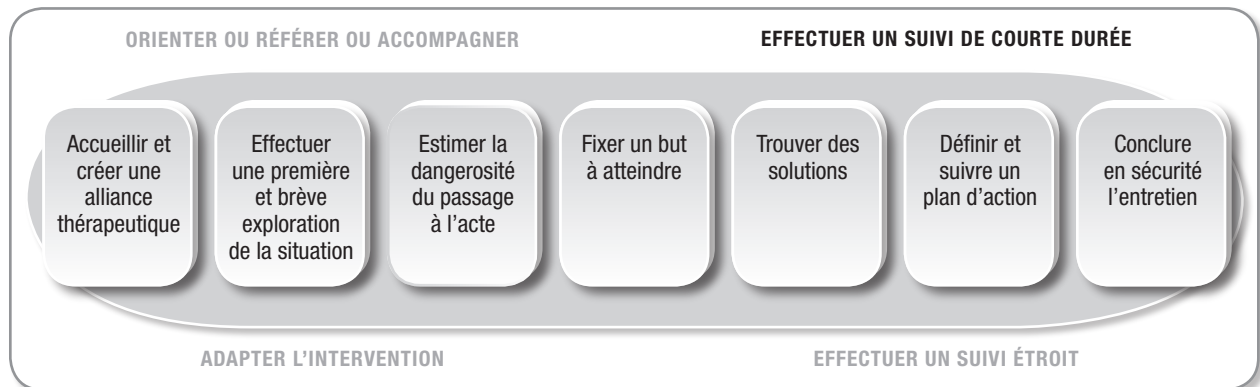 ORIENTER OU RÉFÉRER OU ACCOMPAGNER
EFFECTUER UN SUIVI DE COURTE DURÉE
Accueillir et
créer une
alliance
thérapeutique
Effectuer
une première
et brève
exploration
de la situation
Estimer la
dangerosité
du passage
à l’acte
Fixer un but
à atteindre
Trouver des
solutions
Définir et
suivre un
plan d’action
Conclure
en sécurité
l’entretien
ADAPTER L’INTERVENTION
EFFECTUER UN SUIVI ÉTROIT